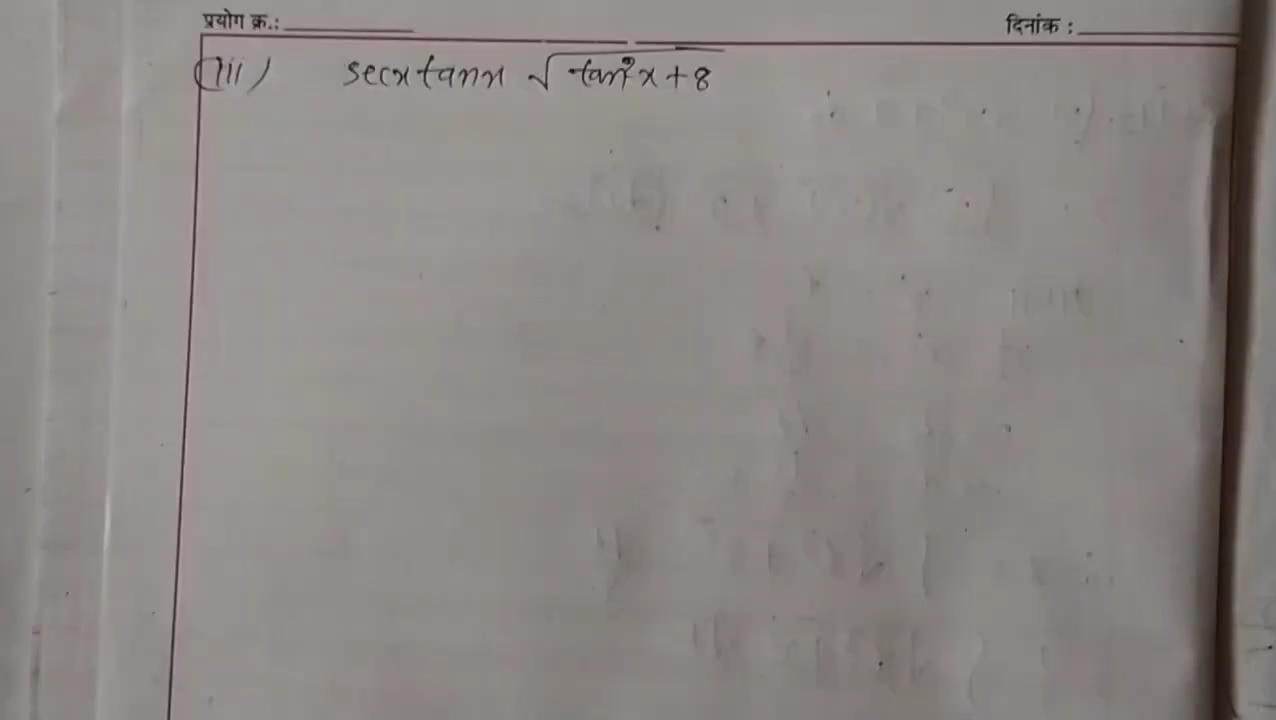 प्रयोग क्र.: दिनांक :
(iii) secx tanx √tan²x + 8